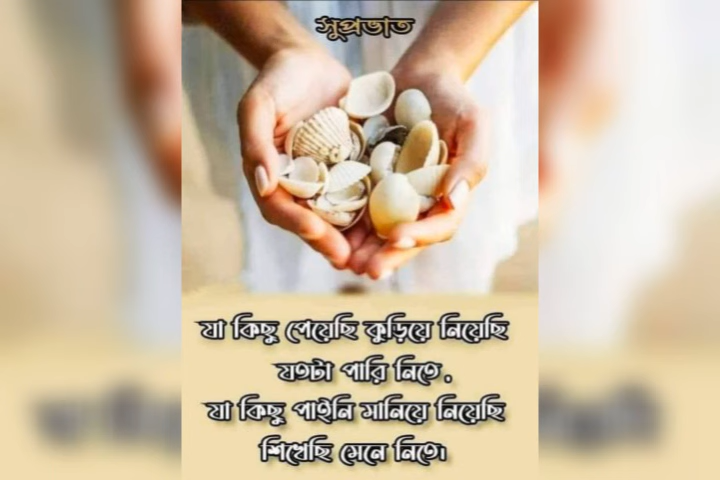 সুপ্রভাত
যা কিছু পেয়েছি কুড়িয়ে নিয়েছি
যতটা পারি নিতে,
যা কিছু পাইনি মানিয়ে নিয়েছি
শিখেছি মেনে নিতে।